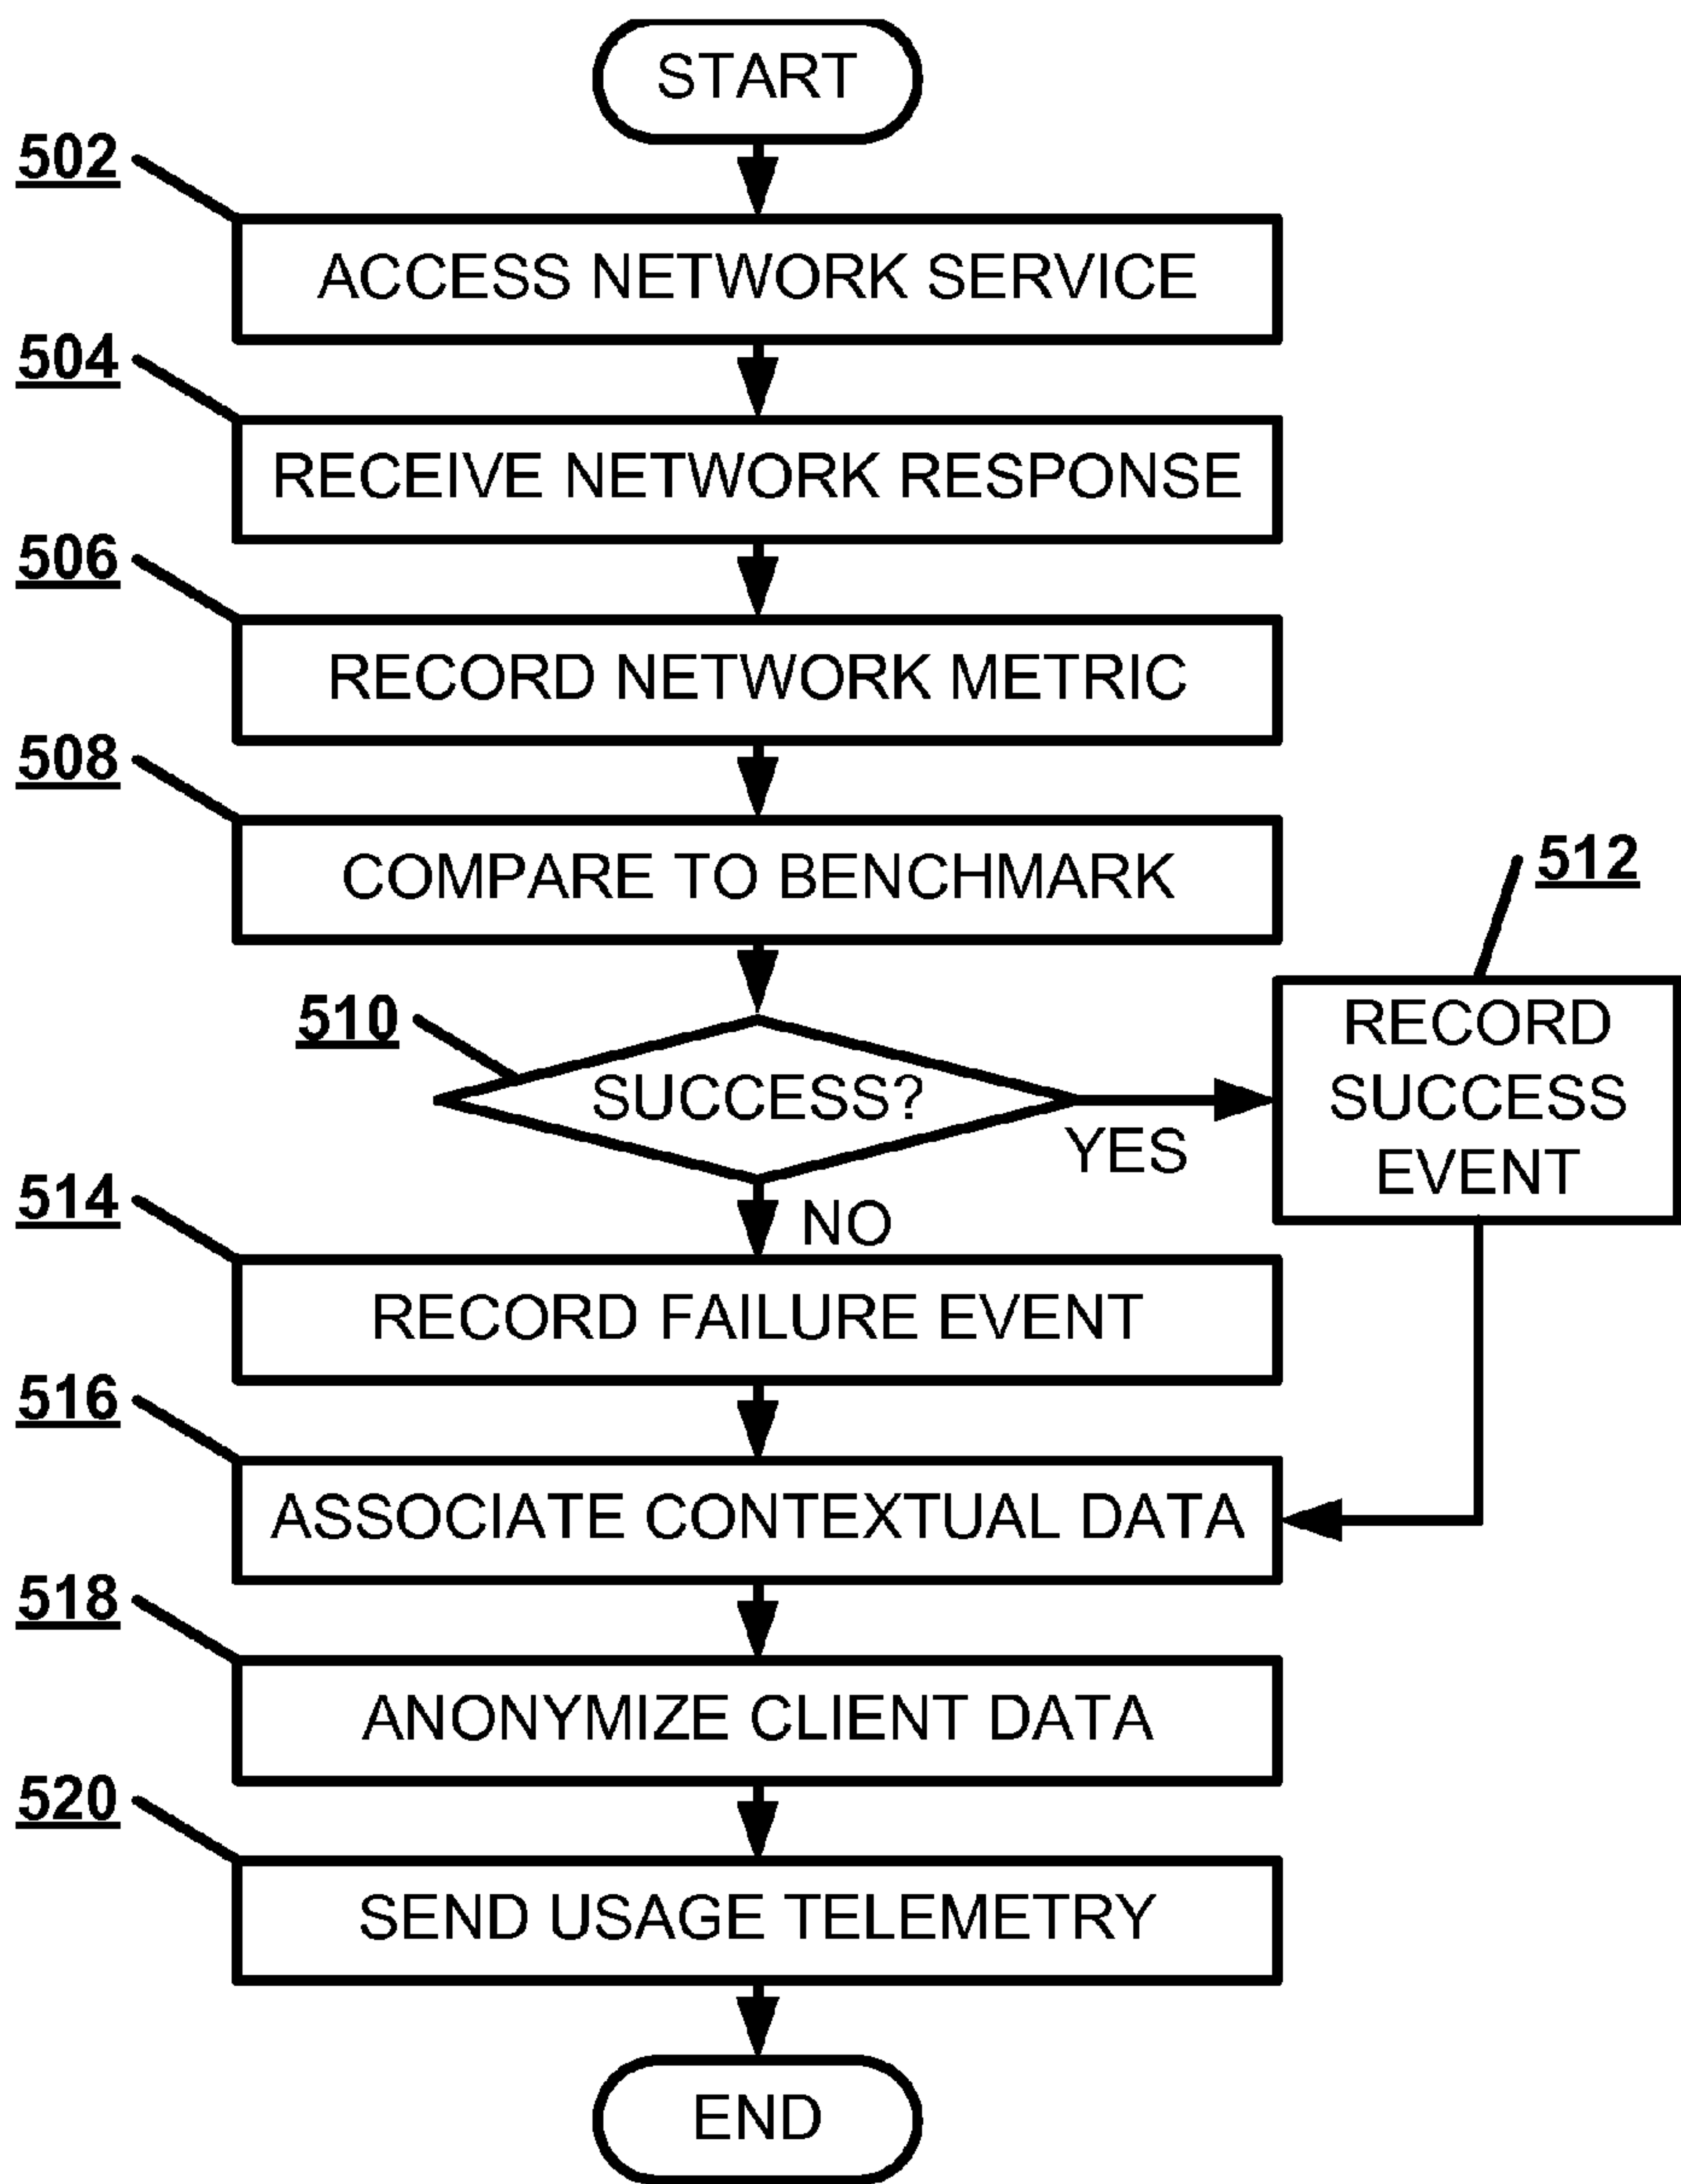 START
502
ACCESS NETWORK SERVICE
504
RECEIVE NETWORK RESPONSE
506
RECORD NETWORK METRIC
508
COMPARE TO BENCHMARK
510
SUCCESS?
YES
512
RECORD
SUCCESS
EVENT
NO
514
RECORD FAILURE EVENT
516
ASSOCIATE CONTEXTUAL DATA
518
ANONYMIZE CLIENT DATA
520
SEND USAGE TELEMETRY
END